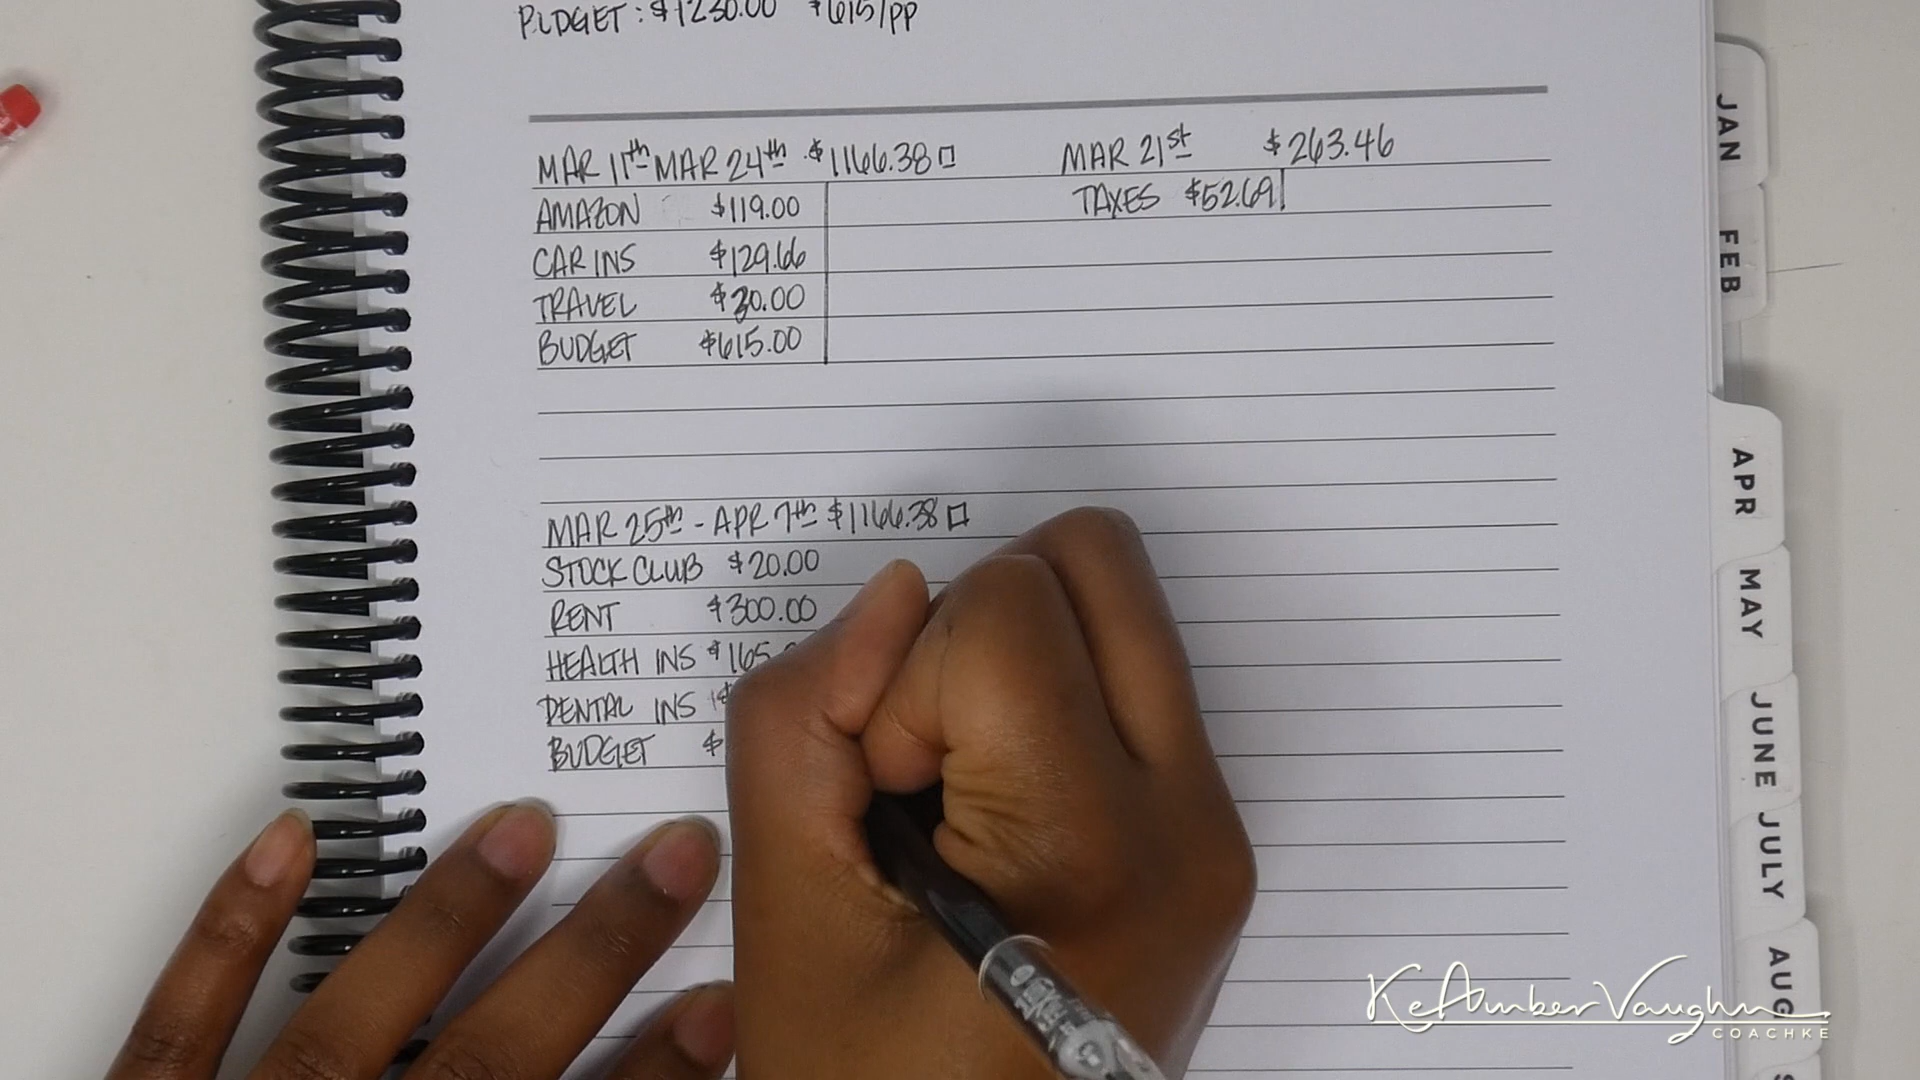 BUDGET: $1230.00 $615/pp
MAR 11th MAR 24th $1166.38
AMAZON $119.00
CAR INS $129.66
TRAVEL $30.00
BUDGET $615.00
MAR 21st $263.46
TAXES $52.69
MAR 25th - APR 7th $1166.38
STOCK CLUB $20.00
RENT $300.00
HEALTH INS $165.
DENTAL INS $
BUDGET $
JAN
FEB
APR
MAY
JUNE
JULY
AUG
S
KeAmber Vaughn
COACHKE